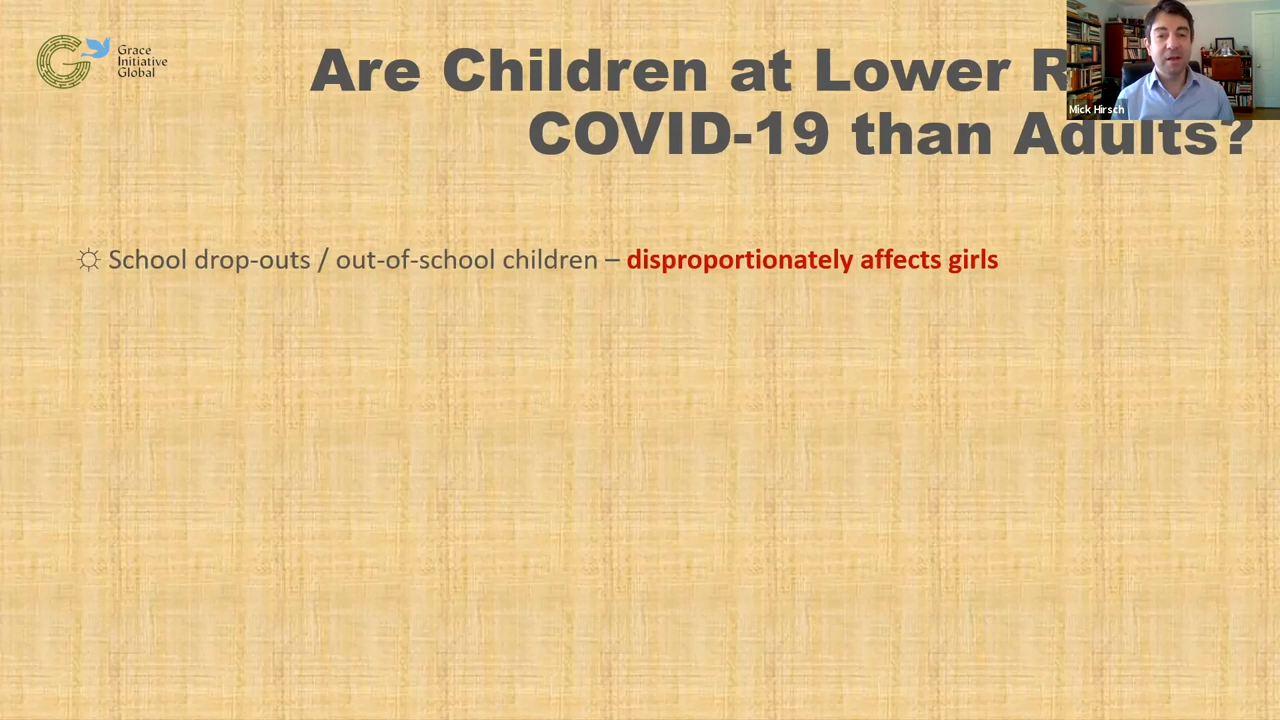 Grace
Initiative
Global
Are Children at Lower
COVID-19 than Adults?
Mick Hirsch
☼ School drop-outs / out-of-school children – disproportionately affects girls